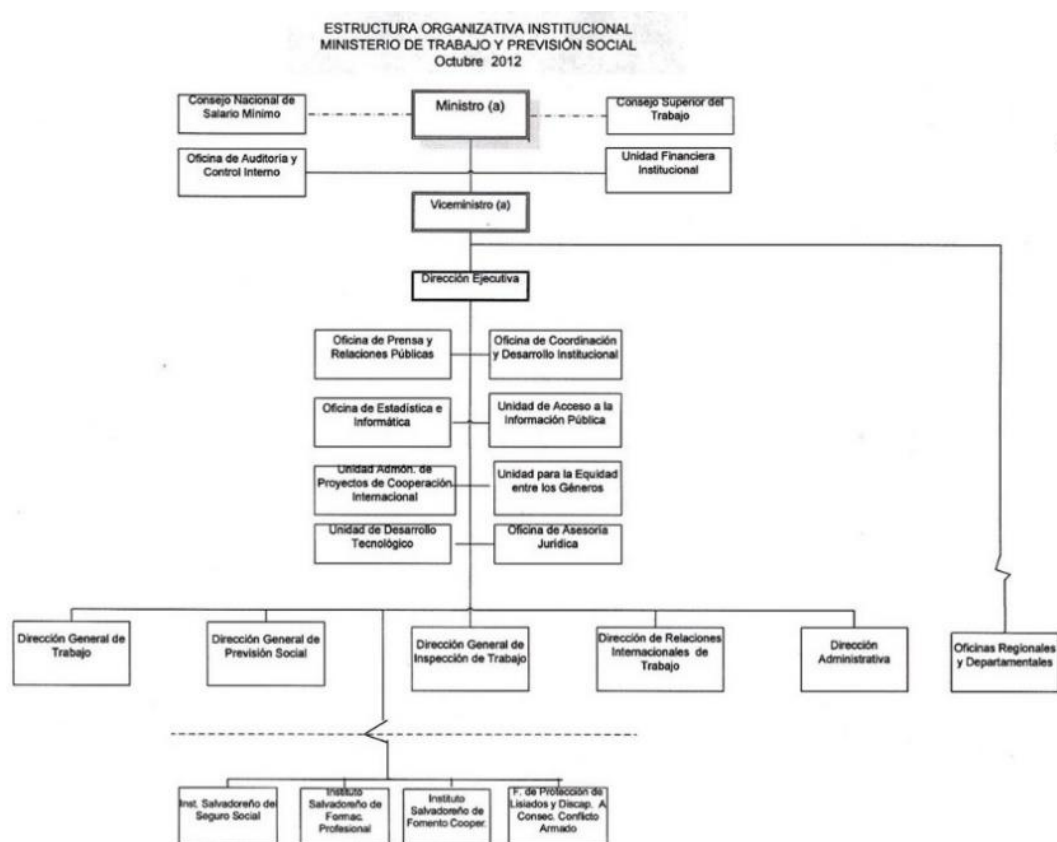 ESTRUCTURA ORGANIZATIVA INSTITUCIONAL
MINISTERIO DE TRABAJO Y PREVISIÓN SOCIAL
Octubre 2012
Consejo Nacional de
Salario Mínimo
Ministro (a)
Consejo Superior del
Trabajo
Oficina de Auditoría y
Control Interno
Unidad Financiera
Institucional
Viceministro (a)
Dirección Ejecutiva
Oficina de Prensa y
Relaciones Públicas
Oficina de Coordinación
y Desarrollo Institucional
Oficina de Estadística e
Informática
Unidad de Acceso a la
Información Pública
Unidad Admón. de
Proyectos de Cooperación
Internacional
Unidad para la Equidad
entre los Géneros
Unidad de Desarrollo
Tecnológico
Oficina de Asesoría
Jurídica
Dirección General de
Trabajo
Dirección General de
Previsión Social
Dirección General de
Inspección de Trabajo
Dirección de Relaciones
Internacionales de
Trabajo
Dirección
Administrativa
Oficinas Regionales
y Departamentales
Inst. Salvadoreño de
Seguro Social
Instituto
Salvadoreño de
Formac.
Profesional
Instituto
Salvadoreño de
Fomento Cooper.
F. de Protección de
Lisiados y Discap. A
Consec. Conflicto
Armado